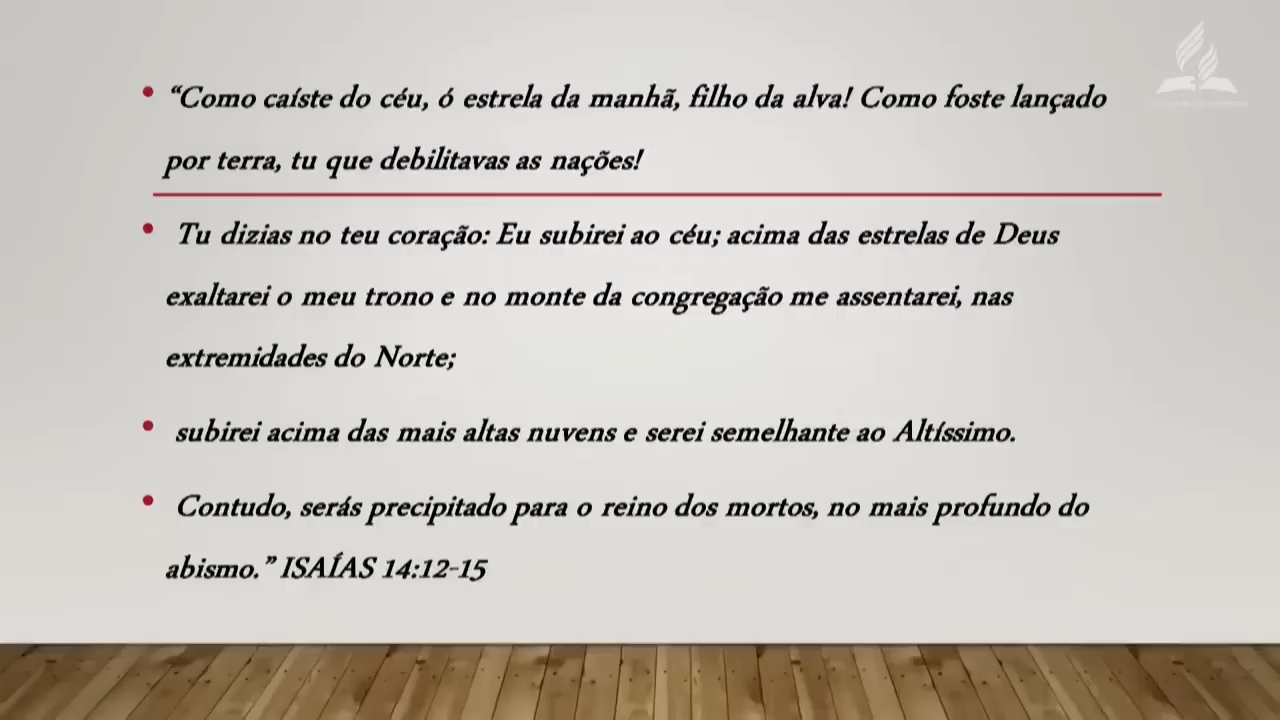 • “Como caíste do céu, ó estrela da manhã, filho da alva! Como foste lançado
por terra, tu que debilitavas as nações!
• Tu dizias no teu coração: Eu subirei ao céu; acima das estrelas de Deus
exaltarei o meu trono e no monte da congregação me assentarei, nas
extremidades do Norte;
• subirei acima das mais altas nuvens e serei semelhante ao Altíssimo.
• Contudo, serás precipitado para o reino dos mortos, no mais profundo do
abismo.” ISAÍAS 14:12-15